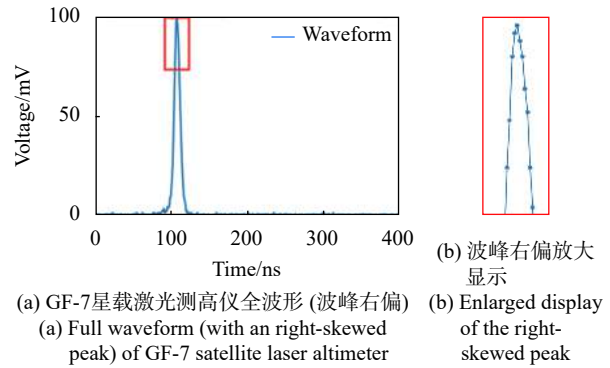 100
Waveform
Voltage/mV
50
0
0
100
200
300
400
Time/ns
(a) GF-7星载激光测高仪全波形 (波峰右偏)
(a) Full waveform (with an right-skewed
peak) of GF-7 satellite laser altimeter
(b) 波峰右偏放大
显示
(b) Enlarged display
of the right-
skewed peak